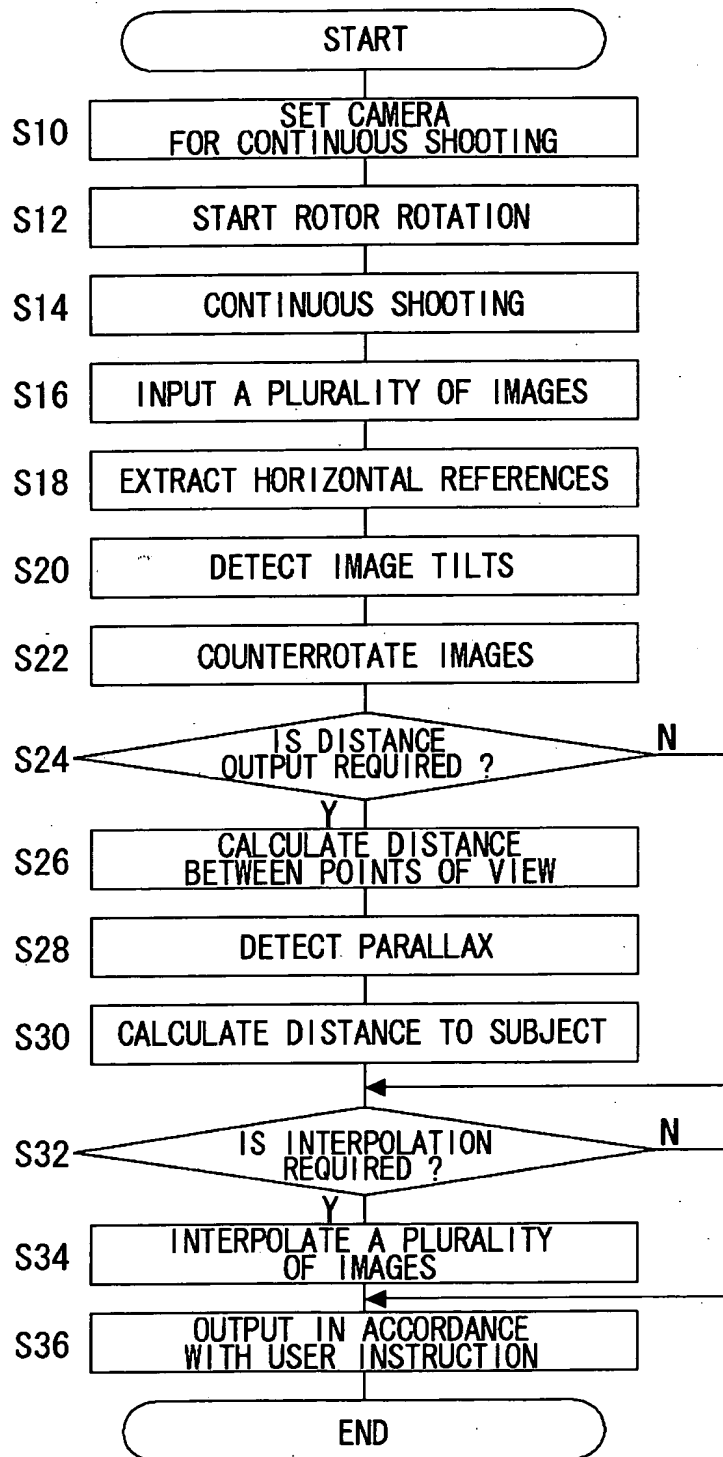 START
S10
SET CAMERA
FOR CONTINUOUS SHOOTING
S12
START ROTOR ROTATION
S14
CONTINUOUS SHOOTING
S16
INPUT A PLURALITY OF IMAGES
S18
EXTRACT HORIZONTAL REFERENCES
S20
DETECT IMAGE TILTS
S22
COUNTERROTATE IMAGES
S24
IS DISTANCE
OUTPUT REQUIRED ?
N
Y
S26
CALCULATE DISTANCE
BETWEEN POINTS OF VIEW
S28
DETECT PARALLAX
S30
CALCULATE DISTANCE TO SUBJECT
S32
IS INTERPOLATION
REQUIRED ?
N
Y
S34
INTERPOLATE A PLURALITY
OF IMAGES
S36
OUTPUT IN ACCORDANCE
WITH USER INSTRUCTION
END